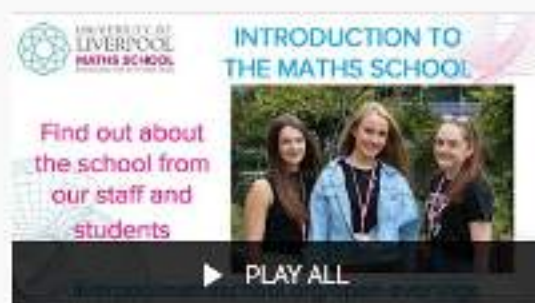 UNIVERSITY OF
LIVERPOOL
MATHS SCHOOL
INTRODUCTION TO
THE MATHS SCHOOL
Find out about
the school from
our staff and
students
PLAY ALL